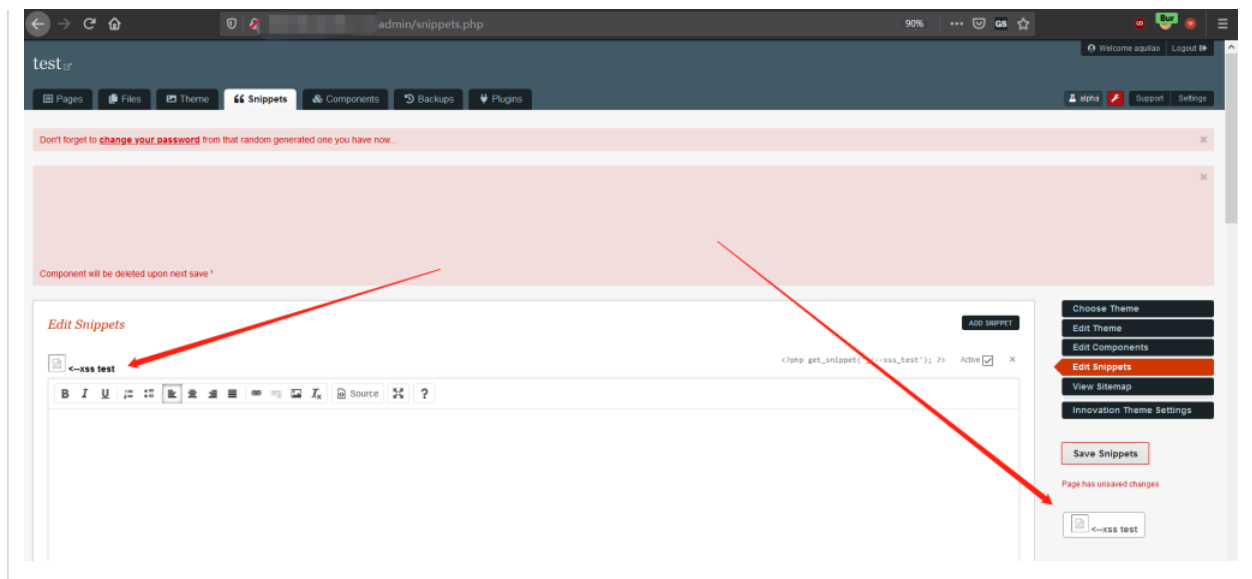 admin/snippets.php 90% GS Bur
Welcome aquilao Logout
test
Pages Files Theme Snippets Components Backups Plugins alpha Support Settings
Don't forget to change your password from that random generated one you have now...
Component will be deleted upon next save *
Edit Snippets ADD SNIPPET
<--xss test
Active
B I U Ix Source ?
Choose Theme
Edit Theme
Edit Components
Edit Snippets
View Sitemap
Innovation Theme Settings
Save Snippets
Page has unsaved changes
<--xss test